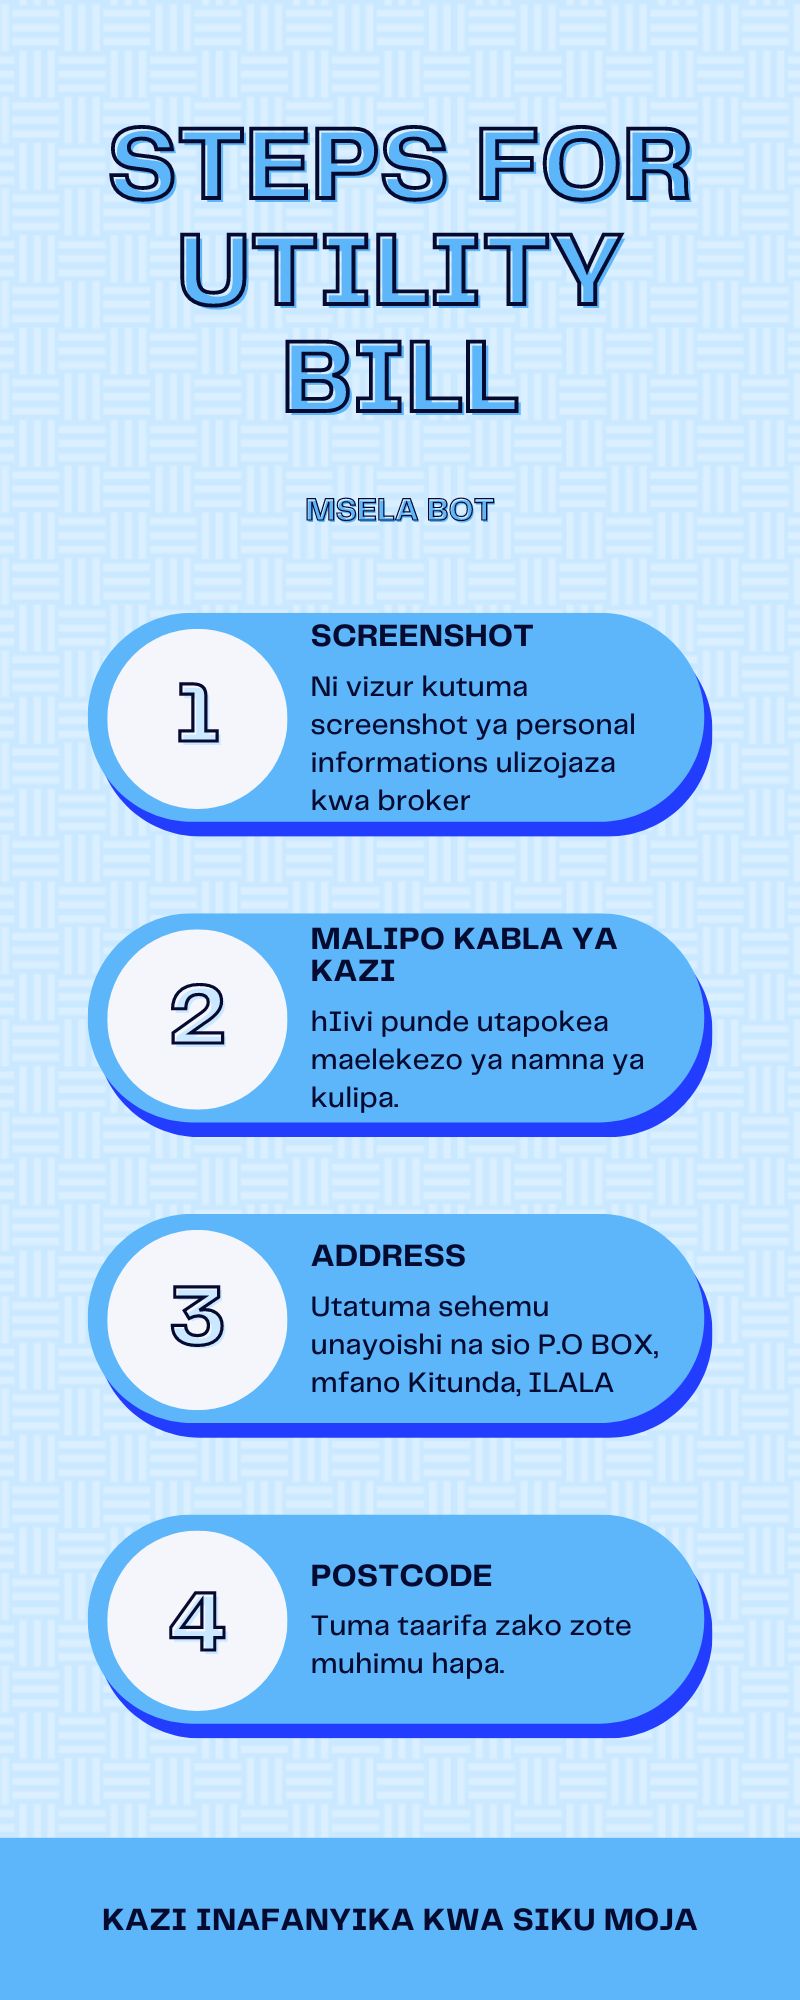 STEPS FOR
UTILITY
BILL
MSELA BOT
1
SCREENSHOT
Ni vizur kutuma
screenshot ya personal
informations ulizojaza
kwa broker
2
MALIPO KABLA YA
KAZI
hIivi punde utapokea
maelekezo ya namna ya
kulipa.
3
ADDRESS
Utatuma sehemu
unayoishi na sio P.O BOX,
mfano Kitunda, ILALA
4
POSTCODE
Tuma taarifa zako zote
muhimu hapa.
KAZI INAFANYIKA KWA SIKU MOJA